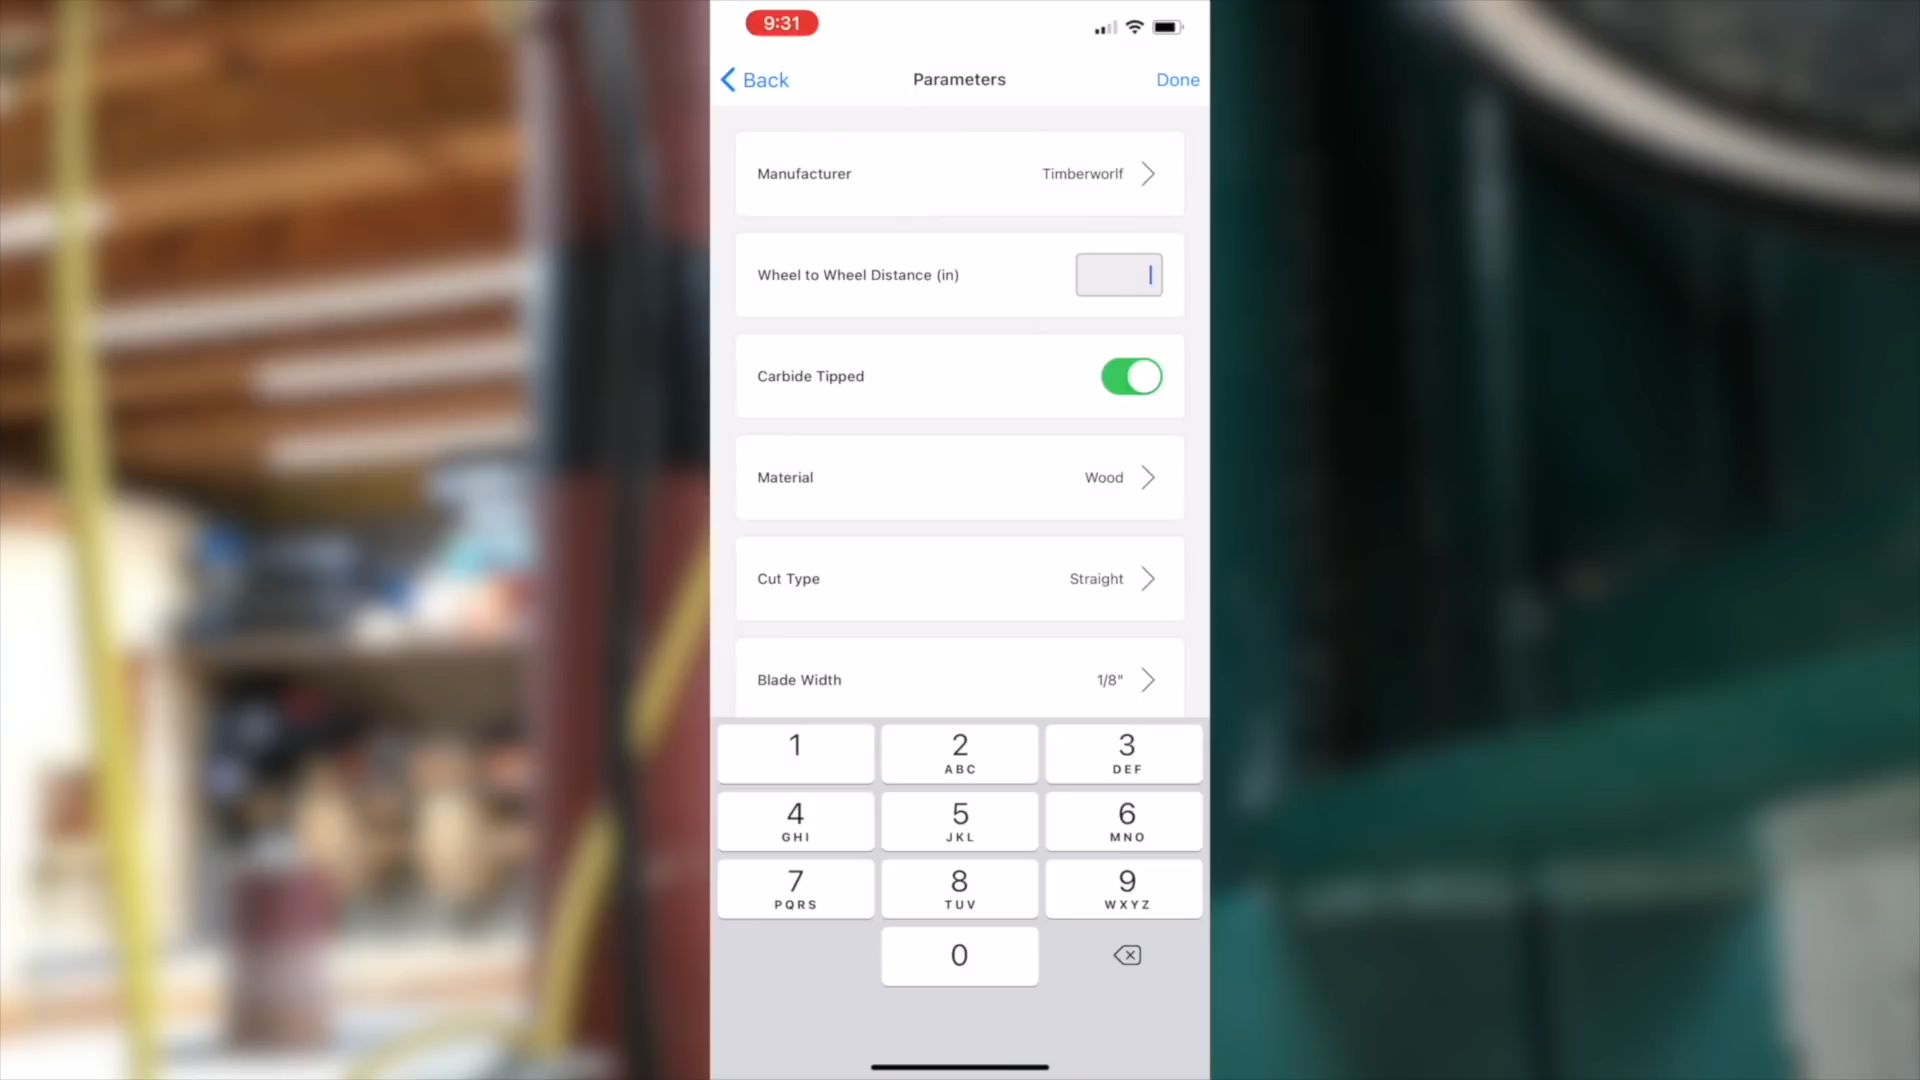 9:31
Back
Parameters
Done
Manufacturer
Timberworlf
Wheel to Wheel Distance (in)
Carbide Tipped
Material
Wood
Cut Type
Straight
Blade Width
1/8"
1
2
ABC
3
DEF
4
GHI
5
JKL
6
MNO
7
PQRS
8
TUV
9
WXYZ
0